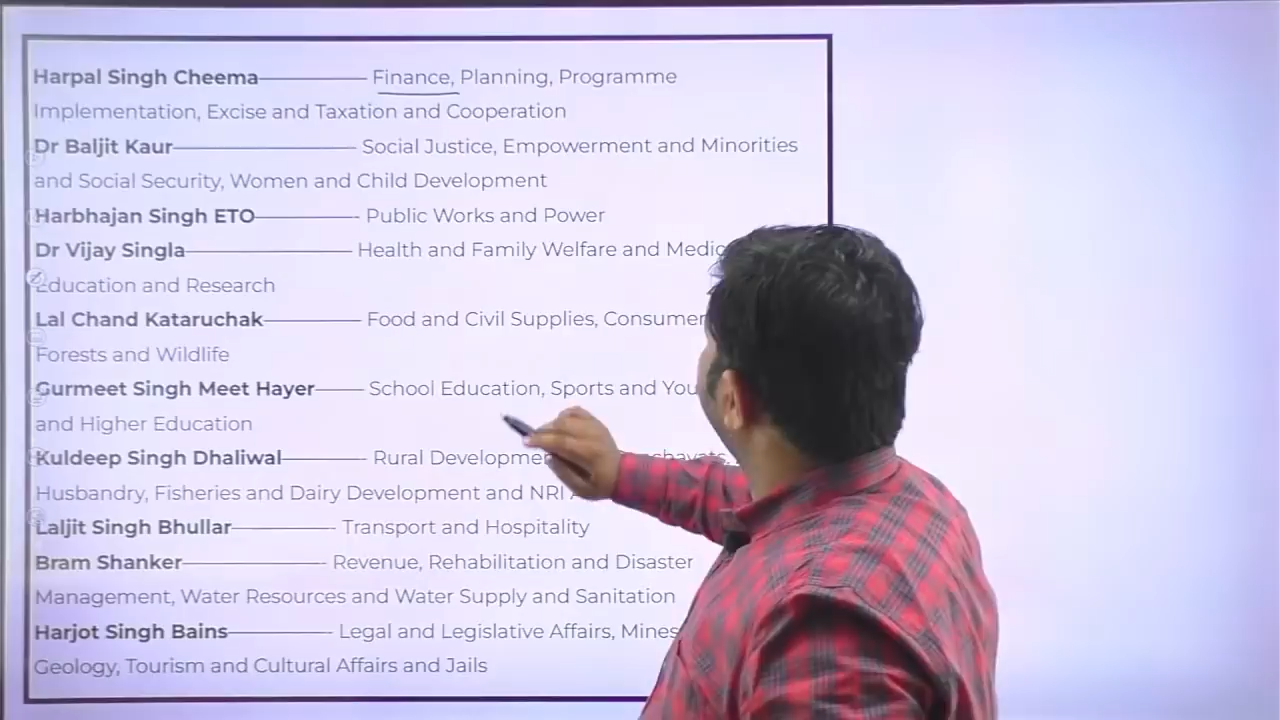 Harpal Singh Cheema———— Finance, Planning, Programme
Implementation, Excise and Taxation and Cooperation
Dr Baljit Kaur———————— Social Justice, Empowerment and Minorities
and Social Security, Women and Child Development
Harbhajan Singh ETO————- Public Works and Power
Dr Vijay Singla——————— Health and Family Welfare and
Education and Research
Lal Chand Kataruchak———— Food and Civil Supplies, Consumer
Forests and Wildlife
Gurmeet Singh Meet Hayer—— School Education, Sports and
and Higher Education
Kuldeep Singh Dhaliwal———- Rural
Husbandry, Fisheries and Dairy Development and NRI
Laljit Singh Bhullar————- Transport and Hospitality
Bram Shanker——————- Revenue, Rehabilitation and Disaster
Management, Water Resources and Water Supply and Sanitation
Harjot Singh Bains————- Legal and Legislative Affairs, Mines
Geology, Tourism and Cultural Affairs and Jails